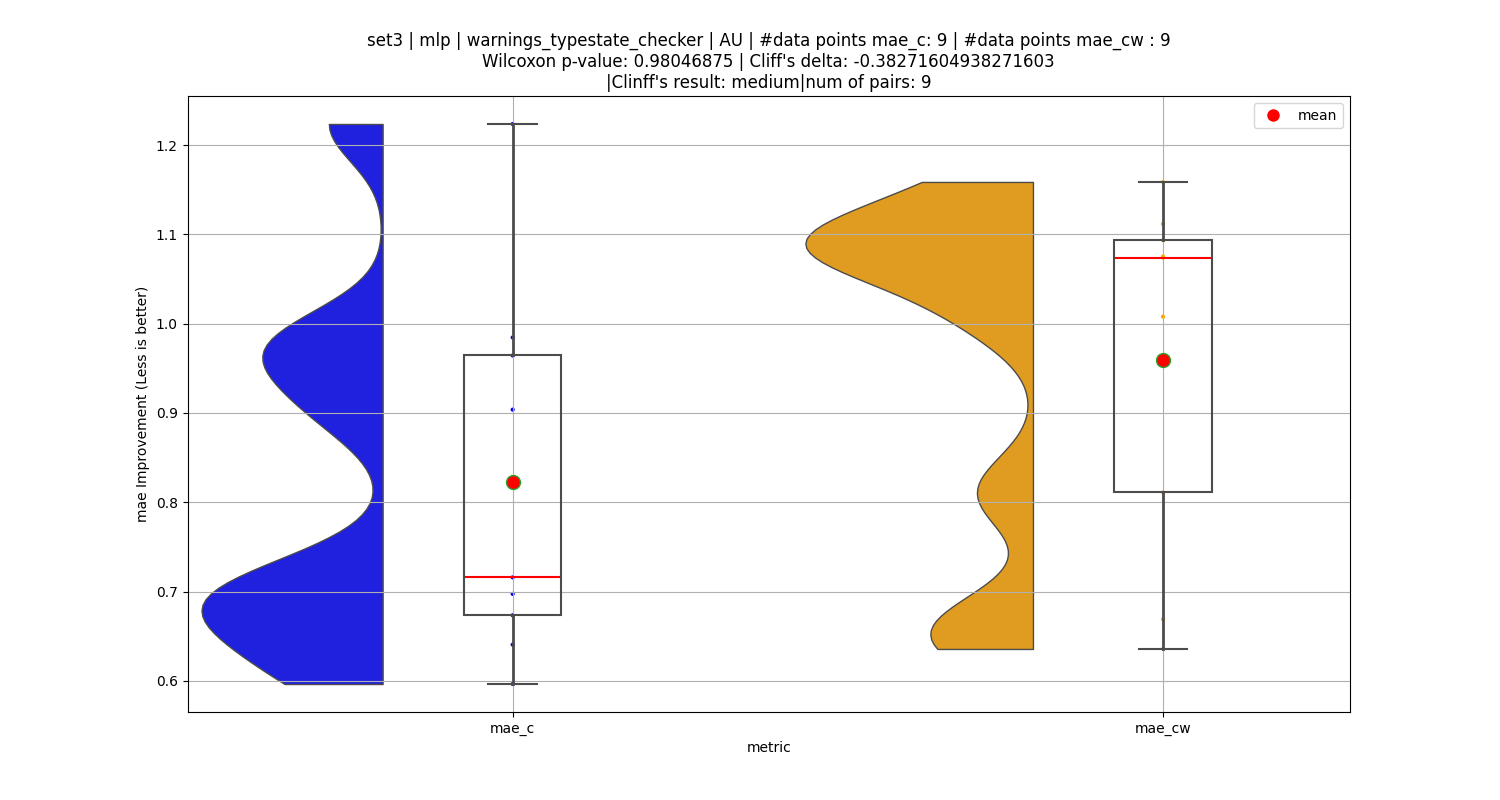 set3 | mlp | warnings_typestate_checker | AU | #data points mae_c: 9 | #data points mae_cw : 9
Wilcoxon p-value: 0.98046875 | Cliff's delta: -0.38271604938271603
|Clinff's result: medium|num of pairs: 9
mean
mae Improvement (Less is better)
1.2
1.1
1.0
0.9
0.8
0.7
0.6
mae_c
mae_cw
metric